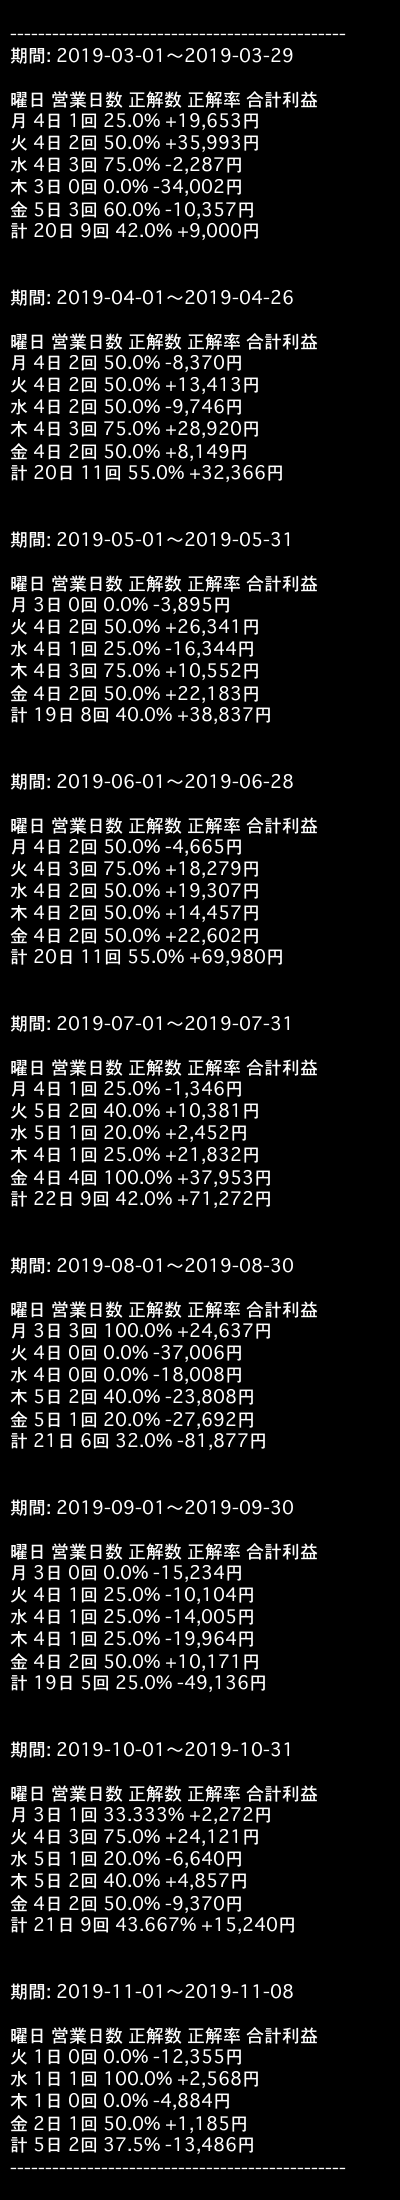 ------------------------------------------------
期間: 2019-03-01〜2019-03-29
曜日 営業日数 正解数 正解率 合計利益
月 4日 1回 25.0% +19,653円
火 4日 2回 50.0% +35,993円
水 4日 3回 75.0% -2,287円
木 3日 0回 0.0% -34,002円
金 5日 3回 60.0% -10,357円
計 20日 9回 42.0% +9,000円
期間: 2019-04-01〜2019-04-26
曜日 営業日数 正解数 正解率 合計利益
月 4日 2回 50.0% -8,370円
火 4日 2回 50.0% +13,413円
水 4日 2回 50.0% -9,746円
木 4日 3回 75.0% +28,920円
金 4日 2回 50.0% +8,149円
計 20日 11回 55.0% +32,366円
期間: 2019-05-01〜2019-05-31
曜日 営業日数 正解数 正解率 合計利益
月 3日 0回 0.0% -3,895円
火 4日 2回 50.0% +26,341円
水 4日 1回 25.0% -16,344円
木 4日 3回 75.0% +10,552円
金 4日 2回 50.0% +22,183円
計 19日 8回 40.0% +38,837円
期間: 2019-06-01〜2019-06-28
曜日 営業日数 正解数 正解率 合計利益
月 4日 2回 50.0% -4,665円
火 4日 3回 75.0% +18,279円
水 4日 2回 50.0% +19,307円
木 4日 2回 50.0% +14,457円
金 4日 2回 50.0% +22,602円
計 20日 11回 55.0% +69,980円
期間: 2019-07-01〜2019-07-31
曜日 営業日数 正解数 正解率 合計利益
月 4日 1回 25.0% -1,346円
火 5日 2回 40.0% +10,381円
水 5日 1回 20.0% +2,452円
木 4日 1回 25.0% +21,832円
金 4日 4回 100.0% +37,953円
計 22日 9回 42.0% +71,272円
期間: 2019-08-01〜2019-08-30
曜日 営業日数 正解数 正解率 合計利益
月 3日 3回 100.0% +24,637円
火 4日 0回 0.0% -37,006円
水 4日 0回 0.0% -18,008円
木 5日 2回 40.0% -23,808円
金 5日 1回 20.0% -27,692円
計 21日 6回 32.0% -81,877円
期間: 2019-09-01〜2019-09-30
曜日 営業日数 正解数 正解率 合計利益
月 3日 0回 0.0% -15,234円
火 4日 1回 25.0% -10,104円
水 4日 1回 25.0% -14,005円
木 4日 1回 25.0% -19,964円
金 4日 2回 50.0% +10,171円
計 19日 5回 25.0% -49,136円
期間: 2019-10-01〜2019-10-31
曜日 営業日数 正解数 正解率 合計利益
月 3日 1回 33.333% +2,272円
火 4日 3回 75.0% +24,121円
水 5日 1回 20.0% -6,640円
木 5日 2回 40.0% +4,857円
金 4日 2回 50.0% -9,370円
計 21日 9回 43.667% +15,240円
期間: 2019-11-01〜2019-11-08
曜日 営業日数 正解数 正解率 合計利益
火 1日 0回 0.0% -12,355円
水 1日 1回 100.0% +2,568円
木 1日 0回 0.0% -4,884円
金 2日 1回 50.0% +1,185円
計 5日 2回 37.5% -13,486円
------------------------------------------------